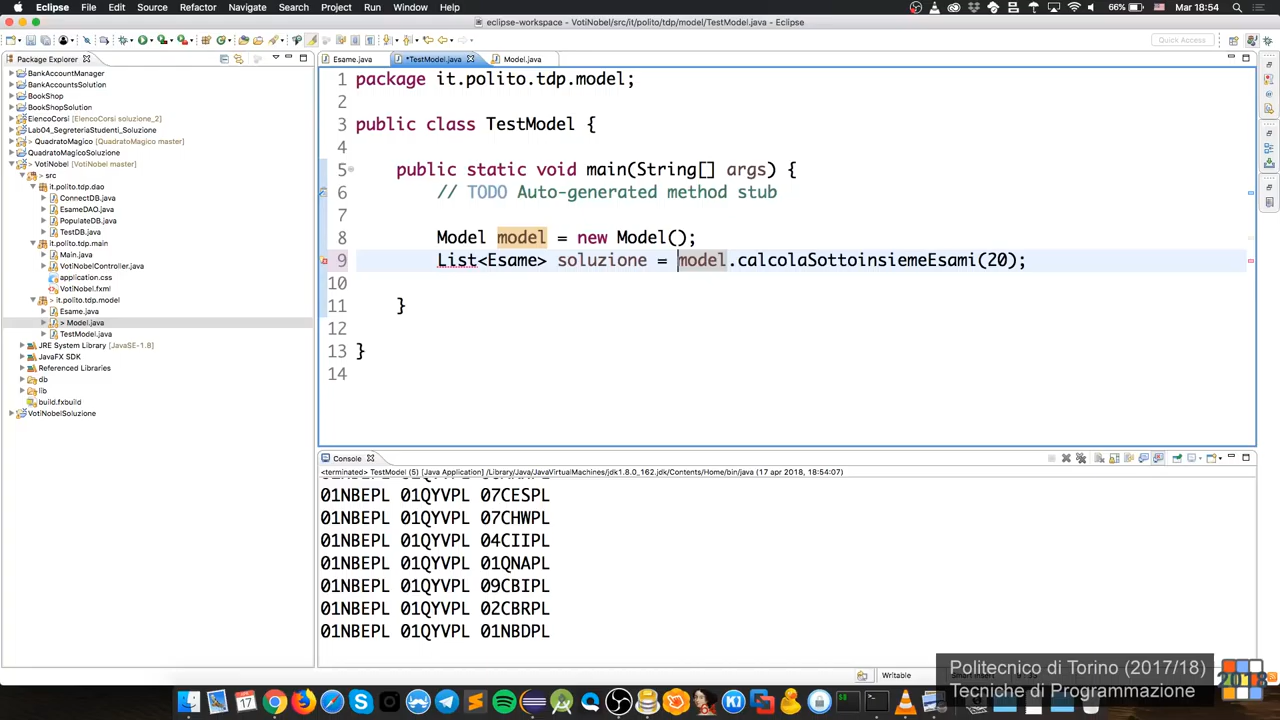 Eclipse File Edit Source Refactor Navigate Search Project Run Window Help 66% Mar 18:54
eclipse-workspace - VotiNobel/src/it/polito/tdp/model/TestModel.java - Eclipse
Quick Access
Package Explorer
BankAccountManager
BankAccountsSolution
BookShop
BookShopSolution
ElencoCorsi [ElencoCorsi soluzione_2]
Lab04_SegreteriaStudenti_Soluzione
> QuadratoMagico [QuadratoMagico master]
QuadratoMagicoSoluzione
> VotiNobel [VotiNobel master]
> src
it.polito.tdp.dao
ConnectDB.java
EsameDAO.java
PopulateDB.java
TestDB.java
it.polito.tdp.main
Main.java
VotiNobelController.java
application.css
VotiNobel.fxml
> it.polito.tdp.model
Esame.java
> Model.java
TestModel.java
JRE System Library [JavaSE-1.8]
JavaFX SDK
Referenced Libraries
db
lib
build.fxbuild
VotiNobelSoluzione
Esame.java *TestModel.java Model.java
1 package it.polito.tdp.model;
2
3 public class TestModel {
4
5 public static void main(String[] args) {
6 // TODO Auto-generated method stub
7
8 Model model = new Model();
9 List<Esame> soluzione = model.calcolaSottoinsiemeEsami(20);
10
11 }
12
13 }
14
Console
<terminated> TestModel (5) [Java Application] /Library/Java/JavaVirtualMachines/jdk1.8.0_162.jdk/Contents/Home/bin/java (17 apr 2018, 18:54:07)
01NBEPL 01QYVPL 07CESPL
01NBEPL 01QYVPL 07CHWPL
01NBEPL 01QYVPL 04CIIPL
01NBEPL 01QYVPL 01QNAPL
01NBEPL 01QYVPL 09CBIPL
01NBEPL 01QYVPL 02CBRPL
01NBEPL 01QYVPL 01NBDPL
Writable
Politecnico di Torino (2017/18)
Tecniche di Programmazione
2018